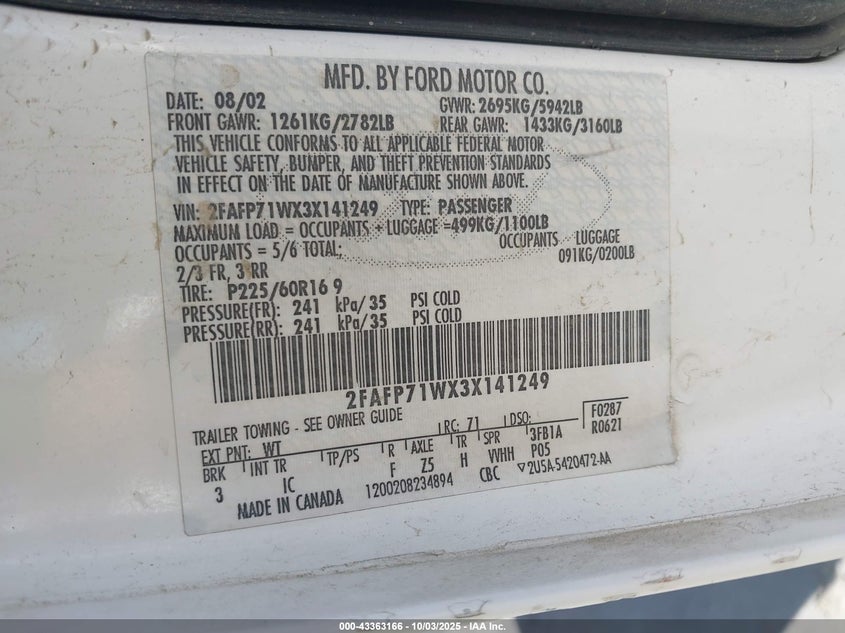 MFD. BY FORD MOTOR CO.
DATE: 08/02 GVWR: 2695KG/5942LB
FRONT GAWR: 1261KG/2782LB REAR GAWR: 1433KG/3160LB
THIS VEHICLE CONFORMS TO ALL APPLICABLE FEDERAL MOTOR
VEHICLE SAFETY, BUMPER, AND THEFT PREVENTION STANDARDS
IN EFFECT ON THE DATE OF MANUFACTURE SHOWN ABOVE.
VIN: 2FAFP71WX3X141249 TYPE: PASSENGER
MAXIMUM LOAD = OCCUPANTS + LUGGAGE =499KG/1100LB
OCCUPANTS = 5/6 TOTAL: OCCUPANTS LUGGAGE
2/3 FR, 3 RR 091KG/0200LB
TIRE: P225/60R16 9
PRESSURE(FR): 241 kPa/35 PSI COLD
PRESSURE(RR): 241 kPa/35 PSI COLD
2FAFP71WX3X141249
TRAILER TOWING - SEE OWNER GUIDE
F0287
EXT PNT: WT RC: 71 DSO: R0621
BRK INT TR TP/PS R AXLE TR SPR 3FB1A
3 IC F Z5 H VVHH P05
MADE IN CANADA 1200208234894 CBC ▽2U5A-5420472-AA
000-43363166 - 10/03/2025 - IAA Inc.